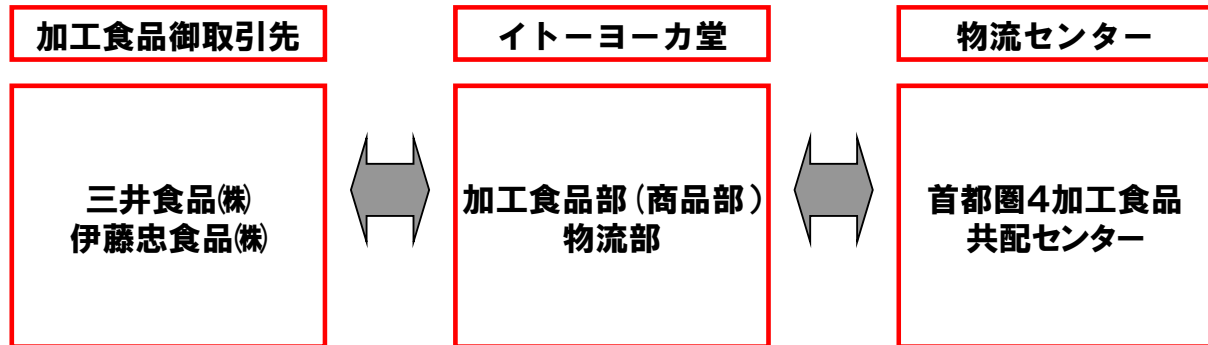 加工食品御取引先
イトーヨーカ堂
物流センター
三井食品㈱
伊藤忠食品㈱
加工食品部（商品部）
物流部
首都圏４加工食品
共配センター